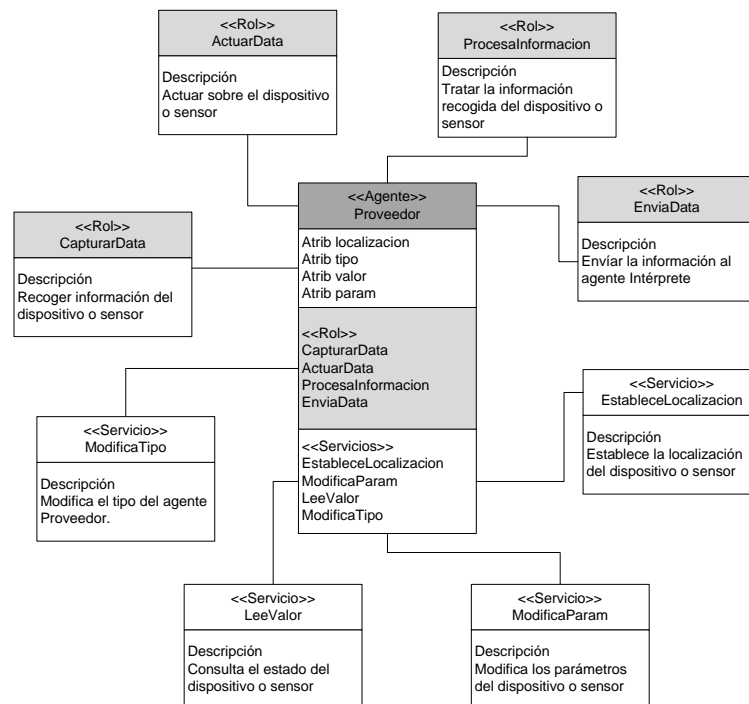 <<Rol>>
ActuarData
Descripción
Actuar sobre el dispositivo
o sensor
<<Rol>>
ProcesaInformacion
Descripción
Tratar la información
recogida del dispositivo o
sensor
<<Rol>>
CapturarData
Descripción
Recoger información del
dispositivo o sensor
<<Agente>>
Proveedor
Atrib localizacion
Atrib tipo
Atrib valor
Atrib param
<<Rol>>
CapturarData
ActuarData
ProcesaInformacion
EnviaData
<<Servicios>>
EstableceLocalizacion
ModificaParam
LeeValor
ModificaTipo
<<Rol>>
EnviaData
Descripción
Envíar la información al
agente Intérprete
<<Servicio>>
ModificaTipo
Descripción
Modifica el tipo del agente
Proveedor.
<<Servicio>>
EstableceLocalizacion
Descripción
Establece la localización
del dispositivo o sensor
<<Servicio>>
LeeValor
Descripción
Consulta el estado del
dispositivo o sensor
<<Servicio>>
ModificaParam
Descripción
Modifica los parámetros
del dispositivo o sensor